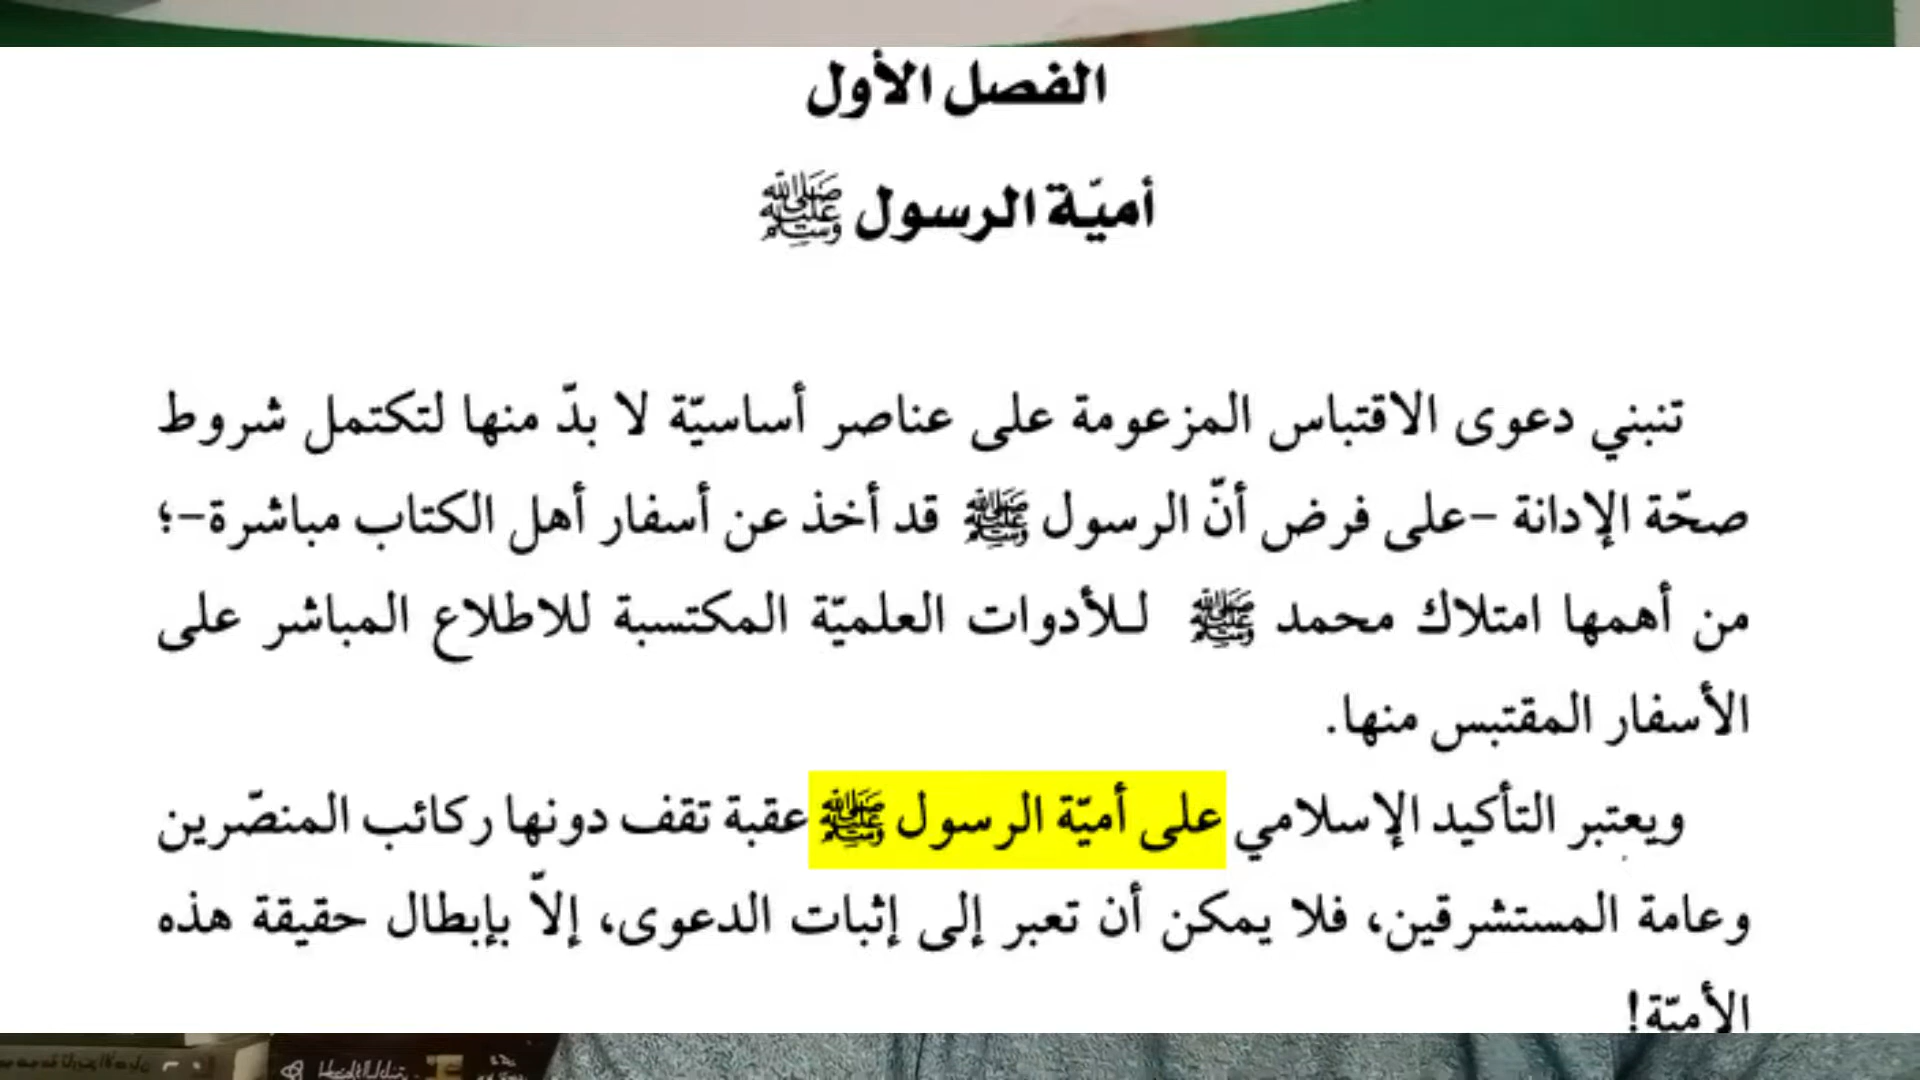 الفصل الأول
أميّة الرسول ﷺ
تنبني دعوى الاقتباس المزعومة على عناصر أساسيّة لا بدّ منها لتكتمل شروط
صحّة الإدانة -على فرض أنّ الرسول ﷺ قد أخذ عن أسفار أهل الكتاب مباشرة-؛
من أهمها امتلاك محمد ﷺ للأدوات العلميّة المكتسبة للاطلاع المباشر على
الأسفار المقتبس منها.
ويعتبر التأكيد الإسلامي على أميّة الرسول ﷺ عقبة تقف دونها ركائب المنصّرين
وعامة المستشرقين، فلا يمكن أن تعبر إلى إثبات الدعوى، إلاّ بإبطال حقيقة هذه
الأميّة!